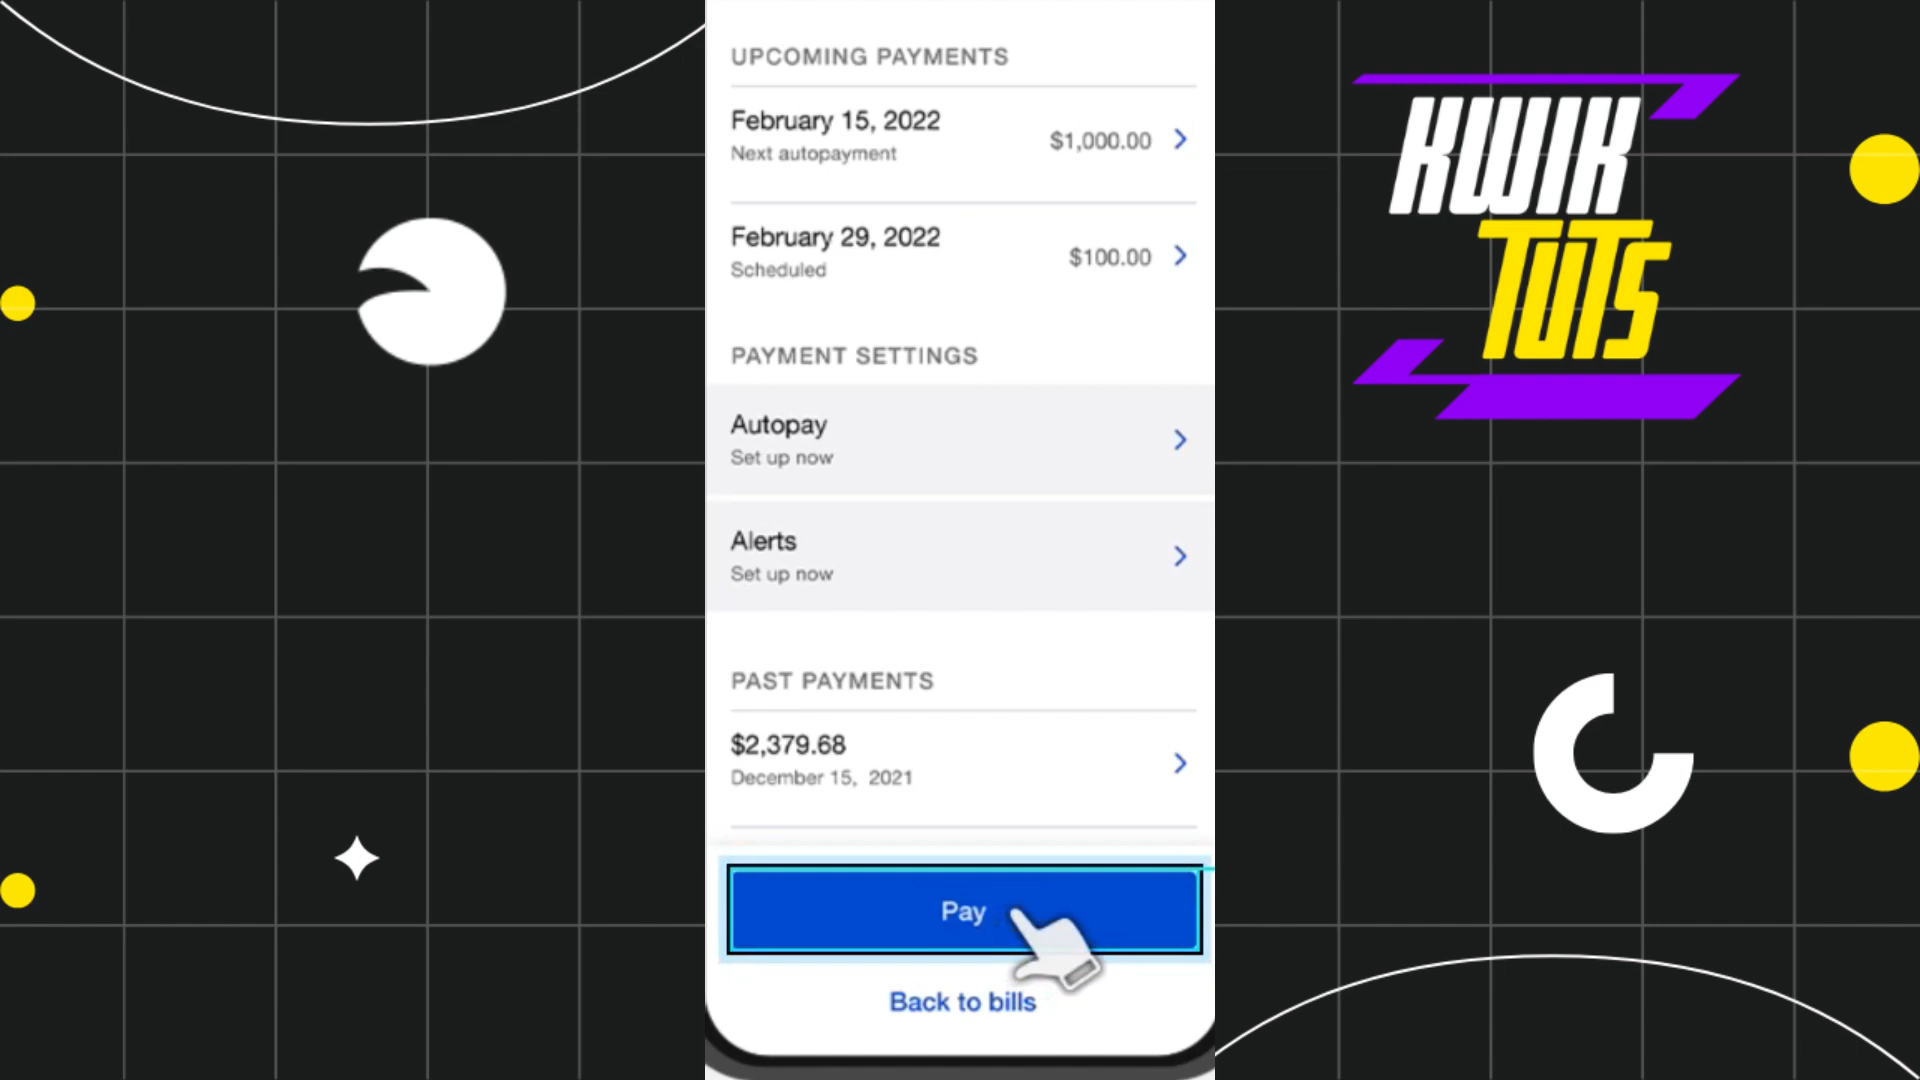 UPCOMING PAYMENTS
February 15, 2022
Next autopayment
$1,000.00
February 29, 2022
Scheduled
$100.00
PAYMENT SETTINGS
Autopay
Set up now
Alerts
Set up now
PAST PAYMENTS
$2,379.68
December 15, 2021
Pay
Back to bills
KWIK
TUTS